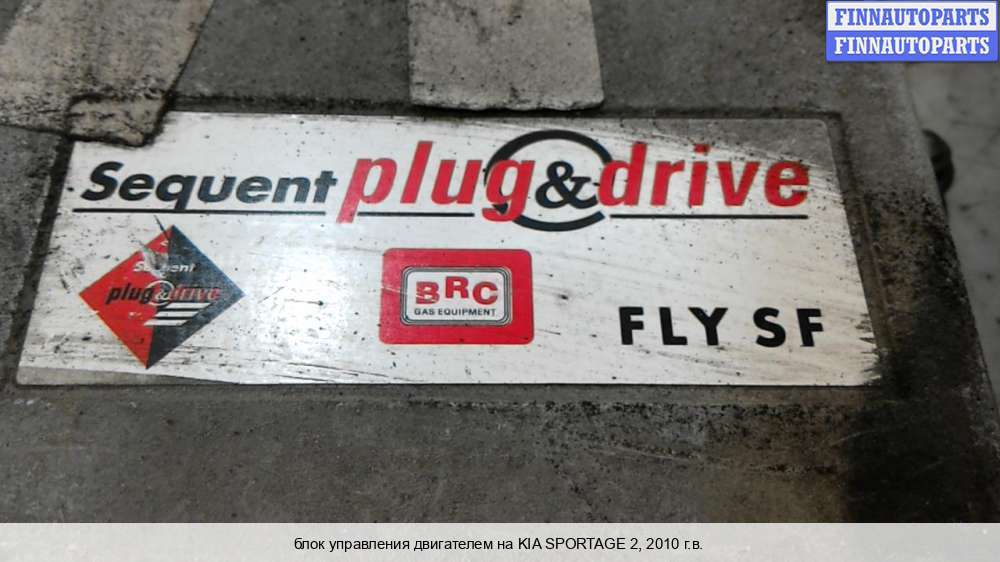 FINNAUTOPARTS
FINNAUTOPARTS
Sequent plug&drive
Sequent
plug&drive
BRC
GAS EQUIPMENT
FLY SF
блок управления двигателем на KIA SPORTAGE 2, 2010 г.в.